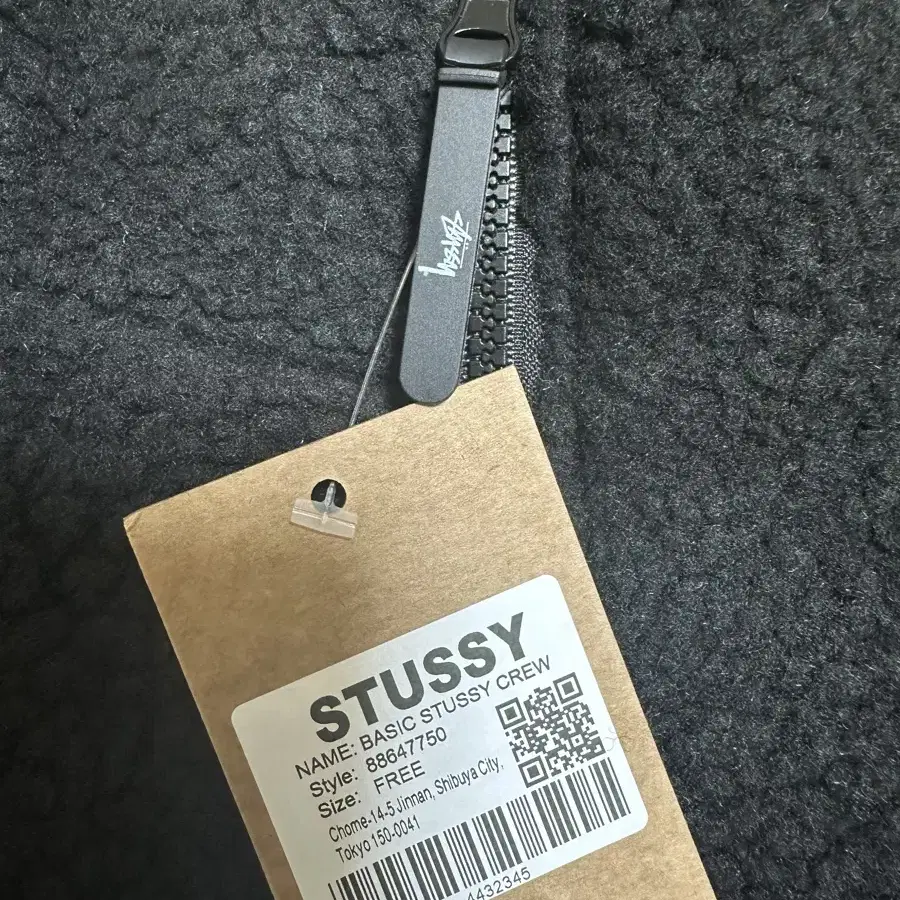 Stüssy
STUSSY
NAME: BASIC STUSSY CREW
Style: 88647750
Size: FREE
Chome-14-5 Jinnan, Shibuya City,
Tokyo 150-0041
4432345